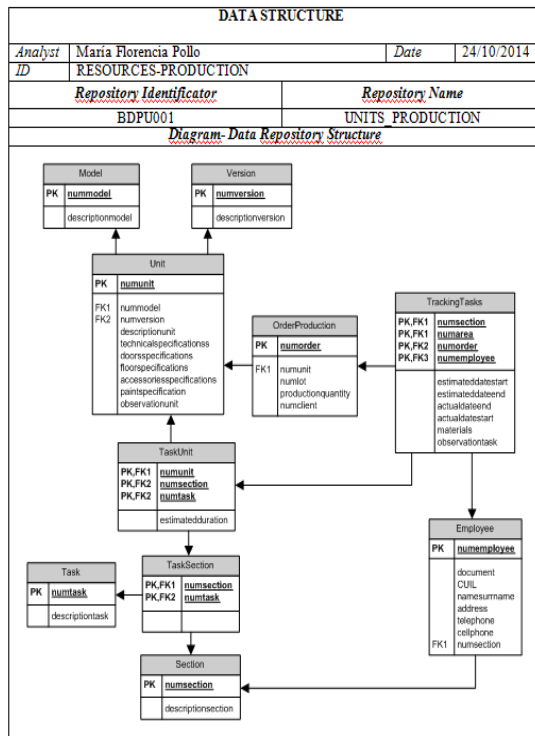 DATA STRUCTURE
Analyst María Florencia Pollo Date 24/10/2014
ID RESOURCES-PRODUCTION
Repository Identificator Repository Name
BDPU001 UNITS_PRODUCTION
Diagram- Data Repository Structure
Model
PK nummodel
descriptionmodel
Version
PK numversion
descriptionversion
Unit
PK numunit
FK1 nummodel
FK2 numversion
descriptionunit
technicalspecificationss
doorsspecifications
floorspecifications
accessoriesspecifications
paintspecification
observationunit
OrderProduction
PK numorder
FK1 numunit
numlot
productionquantity
numclient
TrackingTasks
PK,FK1 numsection
PK,FK1 numarea
PK,FK2 numorder
PK,FK3 numemployee
estimateddatestart
estimateddateend
actualdateend
actualdatestart
materials
observationtask
TaskUnit
PK,FK1 numunit
PK,FK2 numsection
PK,FK2 numtask
estimatedduration
Employee
PK numemployee
document
CUIL
namesurrname
address
telephone
cellphone
FK1 numsection
Task
PK numtask
descriptiontask
TaskSection
PK,FK1 numsection
PK,FK2 numtask
Section
PK numsection
descriptionsection